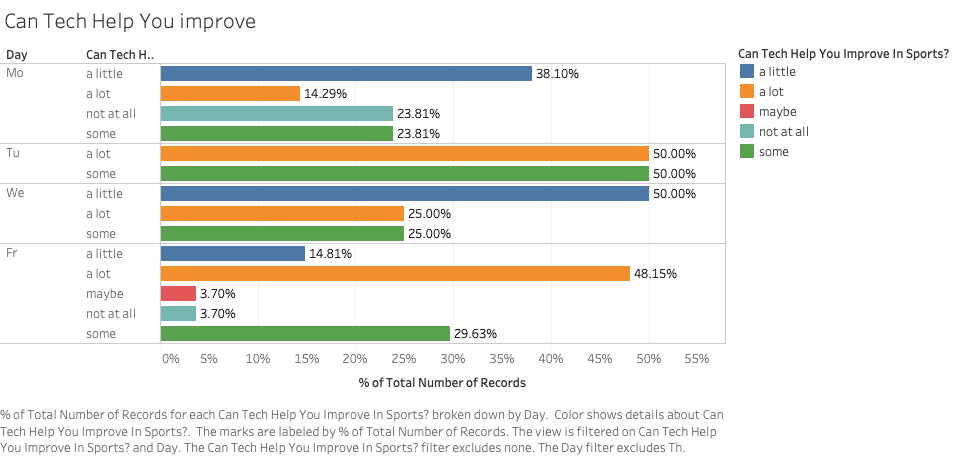 Can Tech Help You improve
Day Can Tech H.. Can Tech Help You Improve In Sports?
Mo a little 38.10% a little
a lot 14.29% a lot
not at all 23.81% maybe
some 23.81% not at all
Tu a lot 50.00% some
some 50.00%
We a little 50.00%
a lot 25.00%
some 25.00%
Fr a little 14.81%
a lot 48.15%
maybe 3.70%
not at all 3.70%
some 29.63%
0% 5% 10% 15% 20% 25% 30% 35% 40% 45% 50% 55%
% of Total Number of Records
% of Total Number of Records for each Can Tech Help You Improve In Sports? broken down by Day.  Color shows details about Can
Tech Help You Improve In Sports?.  The marks are labeled by % of Total Number of Records. The view is filtered on Can Tech Help
You Improve In Sports? and Day. The Can Tech Help You Improve In Sports? filter excludes none. The Day filter excludes Th.